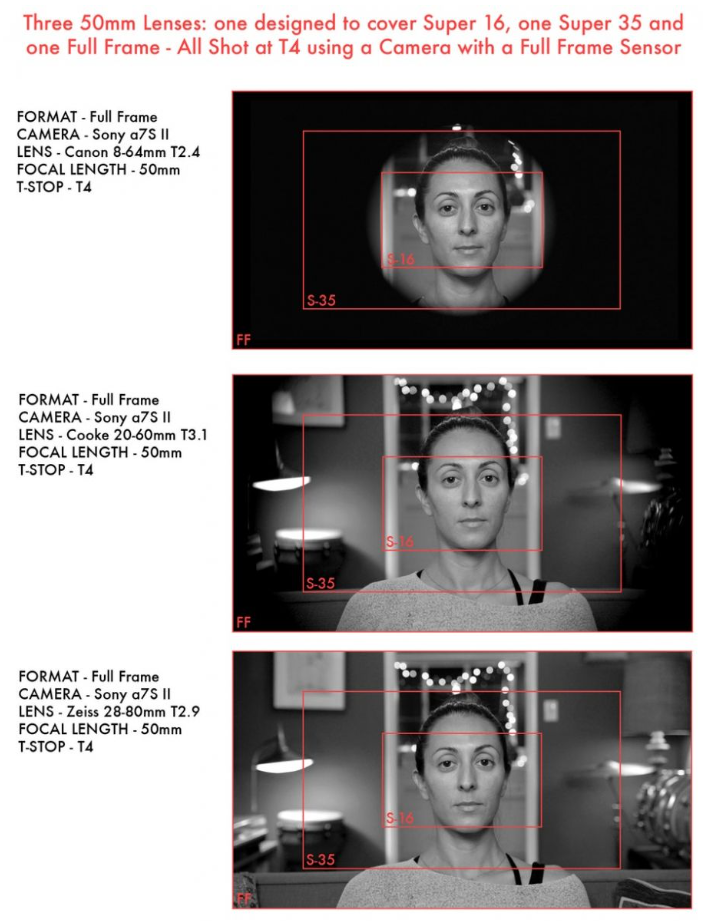 Three 50mm Lenses: one designed to cover Super 16, one Super 35 and
one Full Frame - All Shot at T4 using a Camera with a Full Frame Sensor
FORMAT - Full Frame
CAMERA - Sony a7S II
LENS - Canon 8-64mm T2.4
FOCAL LENGTH - 50mm
T-STOP - T4
S-16
S-35
FF
FORMAT - Full Frame
CAMERA - Sony a7S II
LENS - Cooke 20-60mm T3.1
FOCAL LENGTH - 50mm
T-STOP - T4
S-16
S-35
FF
FORMAT - Full Frame
CAMERA - Sony a7S II
LENS - Zeiss 28-80mm T2.9
FOCAL LENGTH - 50mm
T-STOP - T4
S-16
S-35
FF